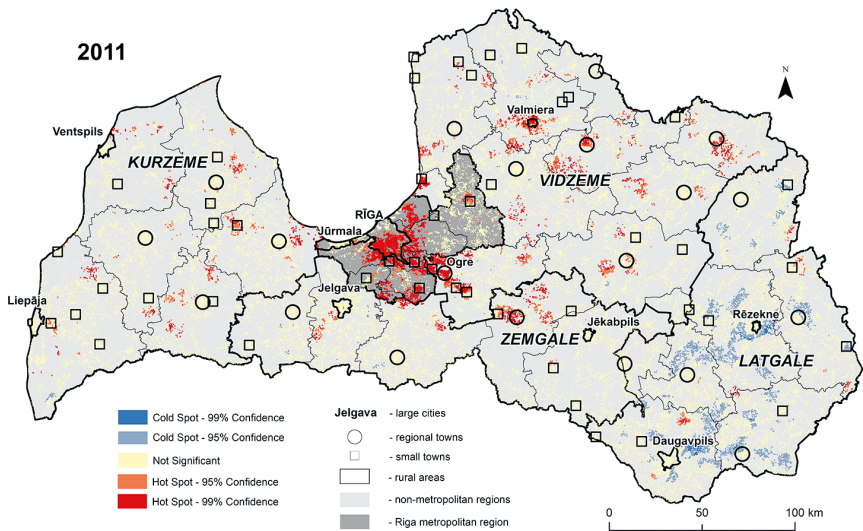 2011
N
Valmiera
Ventspils
KURZEME
VIDZEME
RĪGA
Jūrmala
Ogre
Jelgava
Liepāja
Jēkabpils
Rēzekne
ZEMGALE
LATGALE
Daugavpils
Cold Spot - 99% Confidence
Cold Spot - 95% Confidence
Not Significant
Hot Spot - 95% Confidence
Hot Spot - 99% Confidence
Jelgava - large cities
- regional towns
- small towns
- rural areas
- non-metropolitan regions
- Riga metropolitan region
0 50 100 km